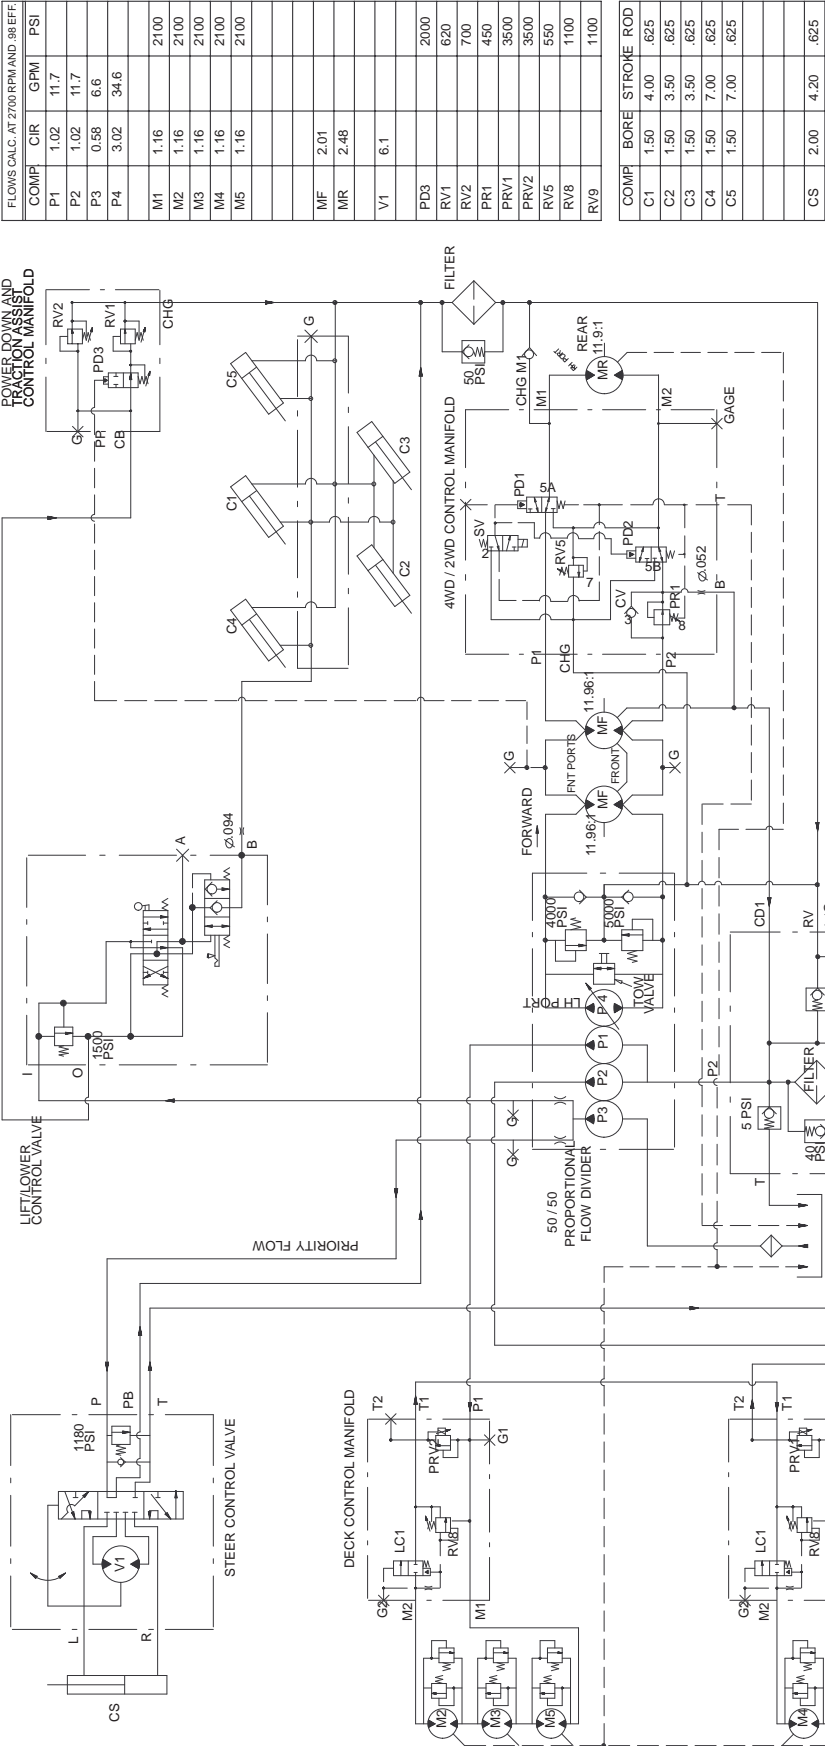 FLOWS CALC. AT 2700 RPM AND .98 EFF.
COMP. CIR GPM PSI
P1 1.02 11.7
P2 1.02 11.7
P3 0.58 6.6
P4 3.02 34.6
M1 1.16 2100
M2 1.16 2100
M3 1.16 2100
M4 1.16 2100
M5 1.16 2100
MF 2.01
MR 2.48
V1 6.1
PD3 2000
RV1 620
RV2 700
PR1 450
PRV1 3500
PRV2 3500
RV5 550
RV8 1100
RV9 1100
COMP. BORE STROKE ROD
C1 1.50 4.00 .625
C2 1.50 3.50 .625
C3 1.50 3.50 .625
C4 1.50 7.00 .625
C5 1.50 7.00 .625
CS 2.00 4.20 .625
POWER DOWN AND
TRACTION ASSIST
CONTROL MANIFOLD
RV2
RV1
PD3
CHG
G
PR
CB
G
C5
C1
C4
C3
C2
FILTER
50
PSI
CHG M1
RH PORT
REAR
11.9:1
MR
M1
M2
GAGE
4WD / 2WD CONTROL MANIFOLD
PD1
5A
SV
2
RV5
7
PD2
5B
T
CV
3
PR1
8
Ø.052
B
P1
CHG
P2
11.96:1
MF
FNT PORTS
FRONT
G
G
MF
11.96:1
FORWARD
4000
PSI
5000
PSI
LH PORT
TOW
VALVE
P4
P1
P2
P3
G
G
50 / 50
PROPORTIONAL
FLOW DIVIDER
CD1
RV
P2
FILTER
5 PSI
40
PSI
T
A
Ø.094
B
1500
PSI
I
O
LIFT/LOWER
CONTROL VALVE
PRIORITY FLOW
P
PB
T
1180
PSI
V1
STEER CONTROL VALVE
L
R
CS
DECK CONTROL MANIFOLD
T2
T1
P1
G1
PRV2
LC1
RV8
G2
M2
M1
M2
M3
M5
T2
T1
PRV1
LC1
RV8
G2
M2
M4